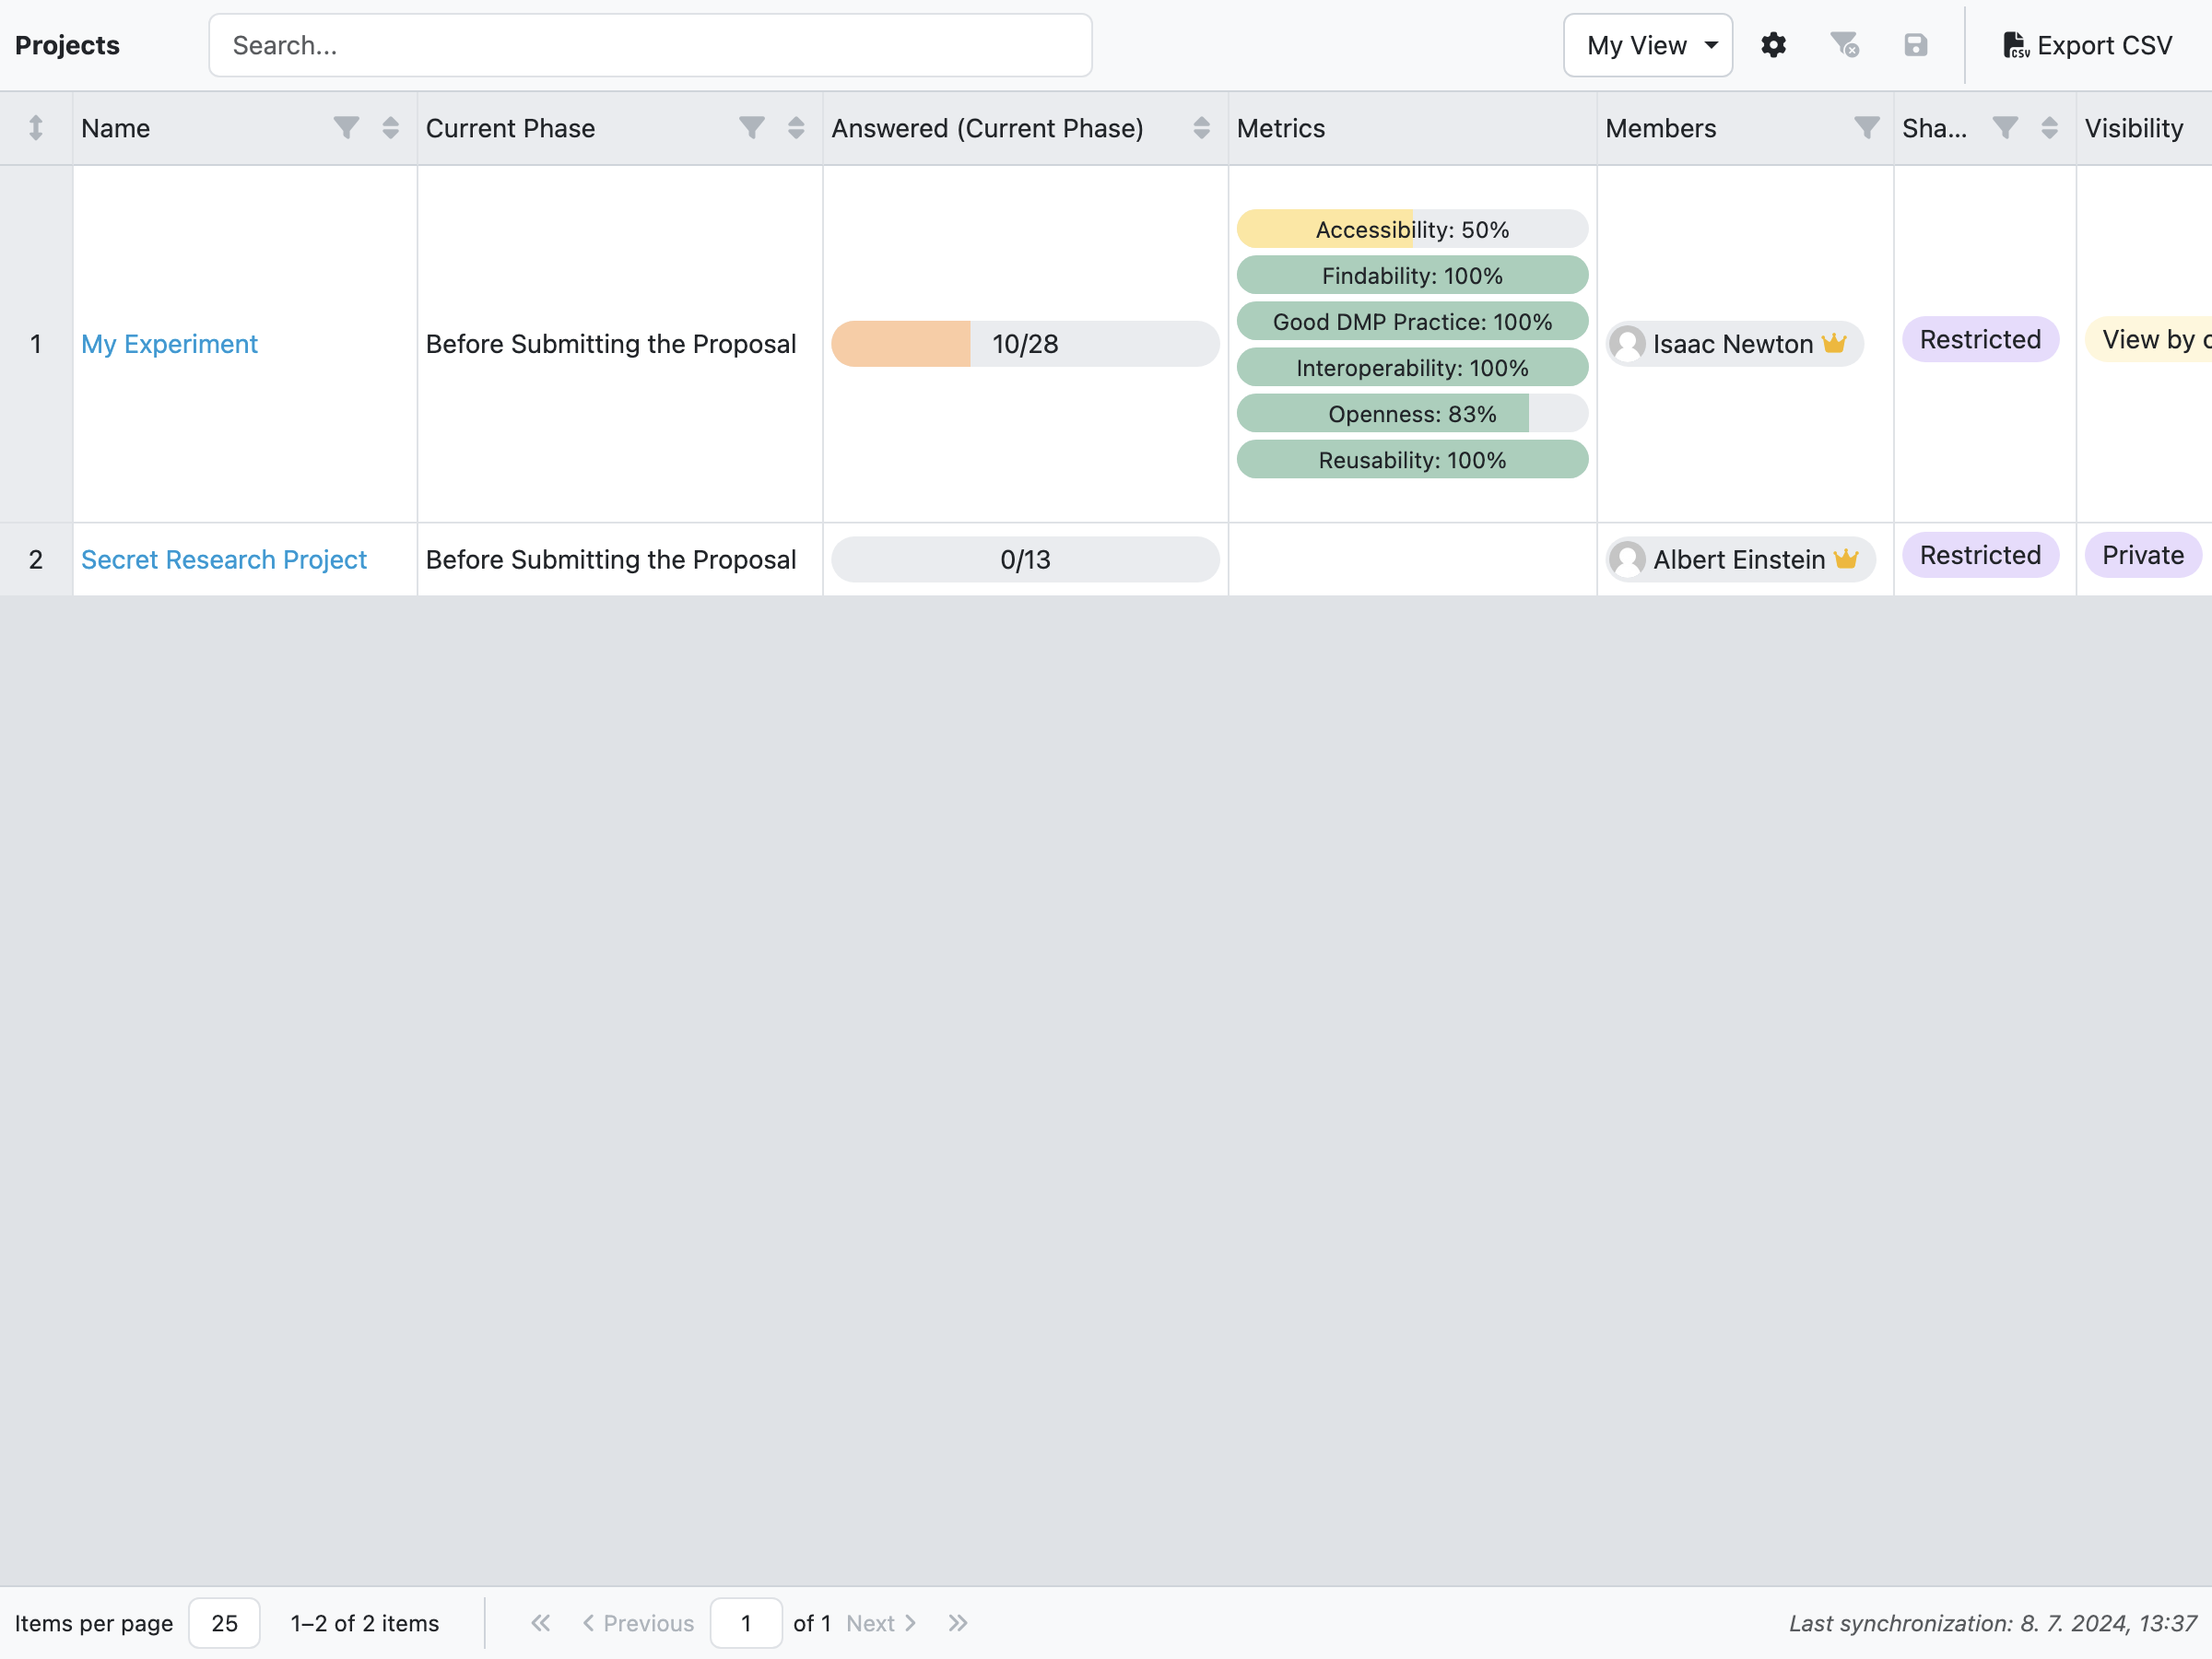 Projects Search... My View Export CSV
Name Current Phase Answered (Current Phase) Metrics Members Sha... Visibility
1 My Experiment Before Submitting the Proposal 10/28
Accessibility: 50%
Findability: 100%
Good DMP Practice: 100%
Interoperability: 100%
Openness: 83%
Reusability: 100%
Isaac Newton Restricted View by
2 Secret Research Project Before Submitting the Proposal 0/13 Albert Einstein Restricted Private
Items per page 25 1–2 of 2 items Previous 1 of 1 Next Last synchronization: 8. 7. 2024, 13:37